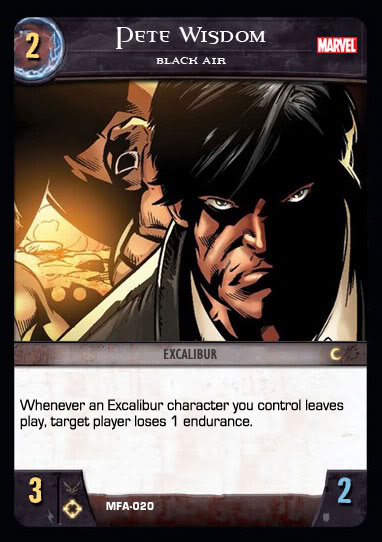 2
PETE WISDOM
BLACK AIR
MARVEL
EXCALIBUR
C
Whenever an Excalibur character you control leaves
play, target player loses 1 endurance.
3
MFA-020
2